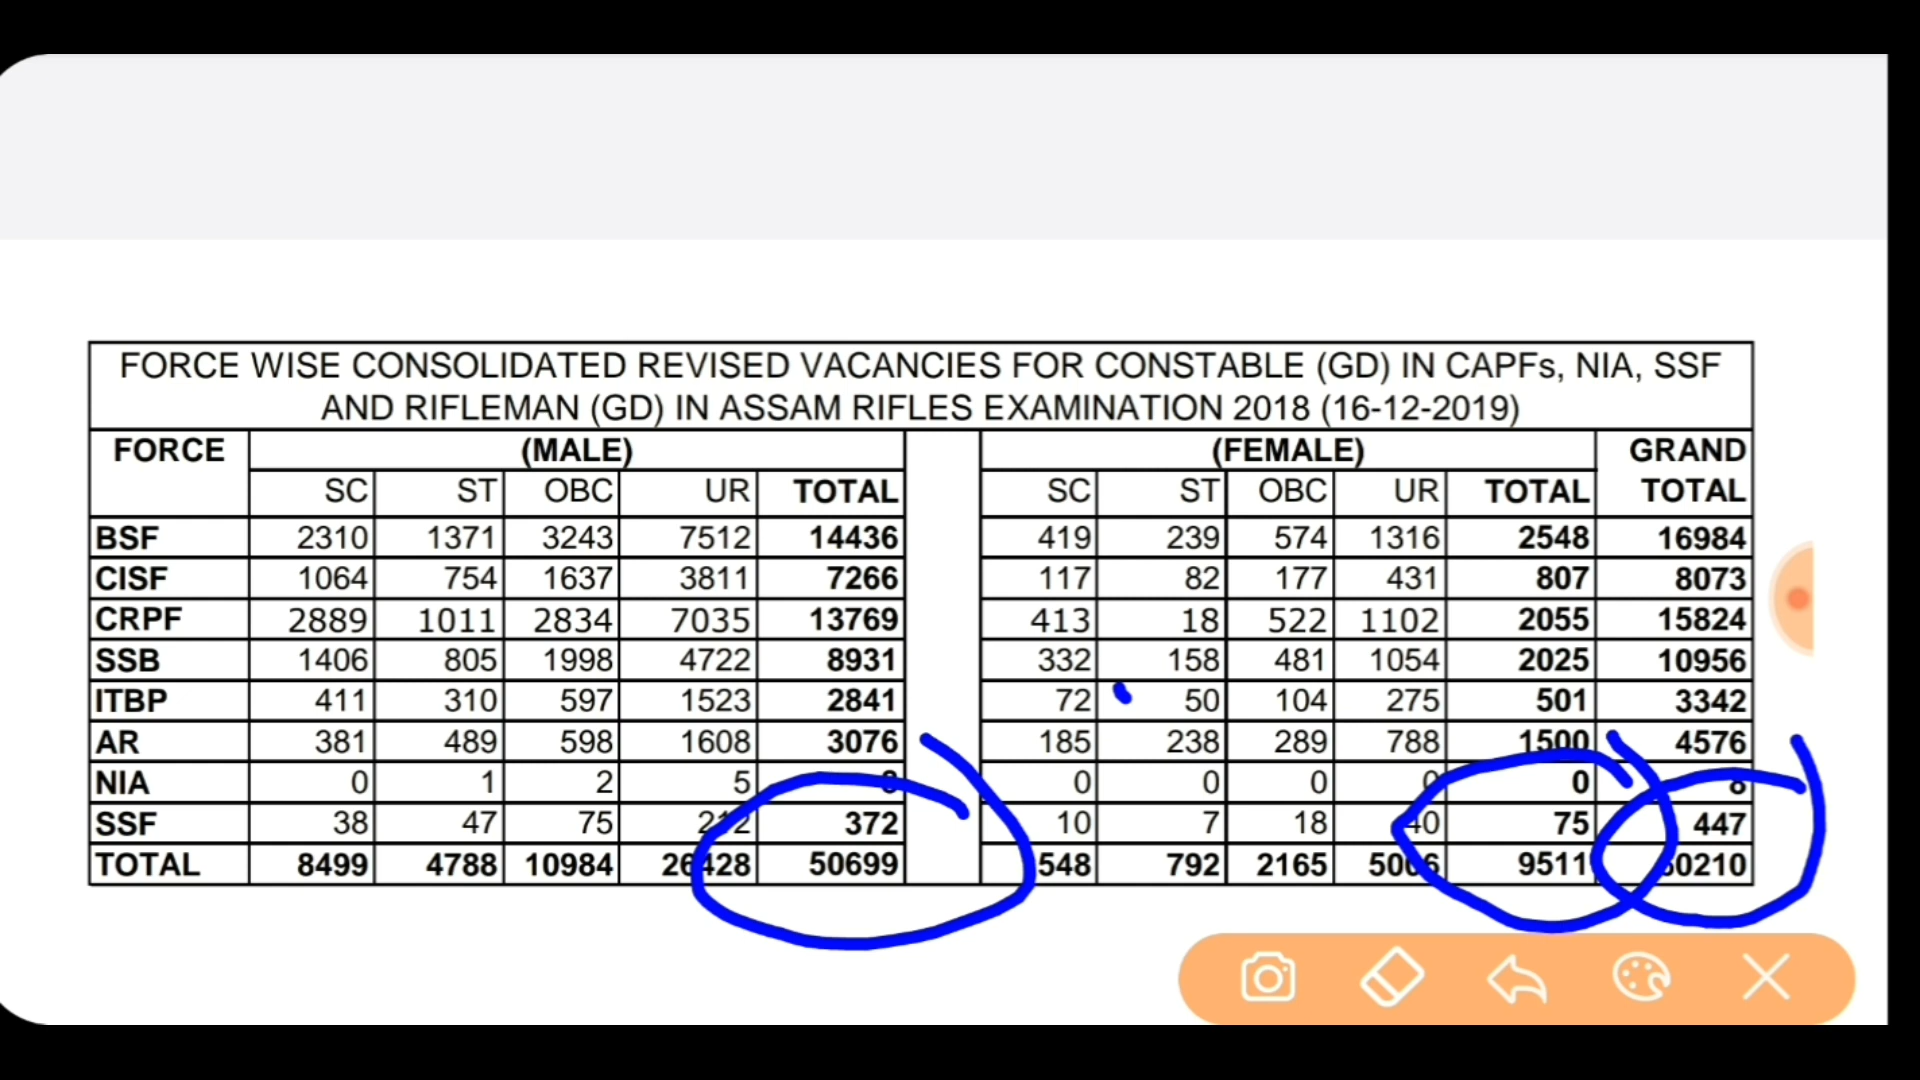 FORCE WISE CONSOLIDATED REVISED VACANCIES FOR CONSTABLE (GD) IN CAPFs, NIA, SSF
AND RIFLEMAN (GD) IN ASSAM RIFLES EXAMINATION 2018 (16-12-2019)
FORCE (MALE) (FEMALE) GRAND
SC ST OBC UR TOTAL SC ST OBC UR TOTAL TOTAL
BSF 2310 1371 3243 7512 14436 419 239 574 1316 2548 16984
CISF 1064 754 1637 3811 7266 117 82 177 431 807 8073
CRPF 2889 1011 2834 7035 13769 413 18 522 1102 2055 15824
SSB 1406 805 1998 4722 8931 332 158 481 1054 2025 10956
ITBP 411 310 597 1523 2841 72 50 104 275 501 3342
AR 381 489 598 1608 3076 185 238 289 788 1500 4576
NIA 0 1 2 5 8 0 0 0 0 0 8
SSF 38 47 75 212 372 10 7 18 40 75 447
TOTAL 8499 4788 10984 26428 50699 792 2165 5006 9511